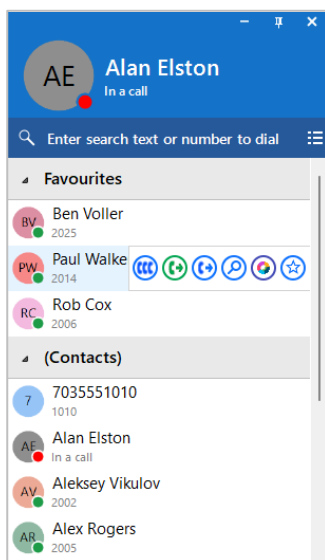 AE
Alan Elston
In a call
Enter search text or number to dial
Favourites
BV Ben Voller
2025
PW Paul Walke
2014
RC Rob Cox
2006
(Contacts)
7 7035551010
1010
AE Alan Elston
In a call
AV Aleksey Vikulov
2002
AR Alex Rogers
2005